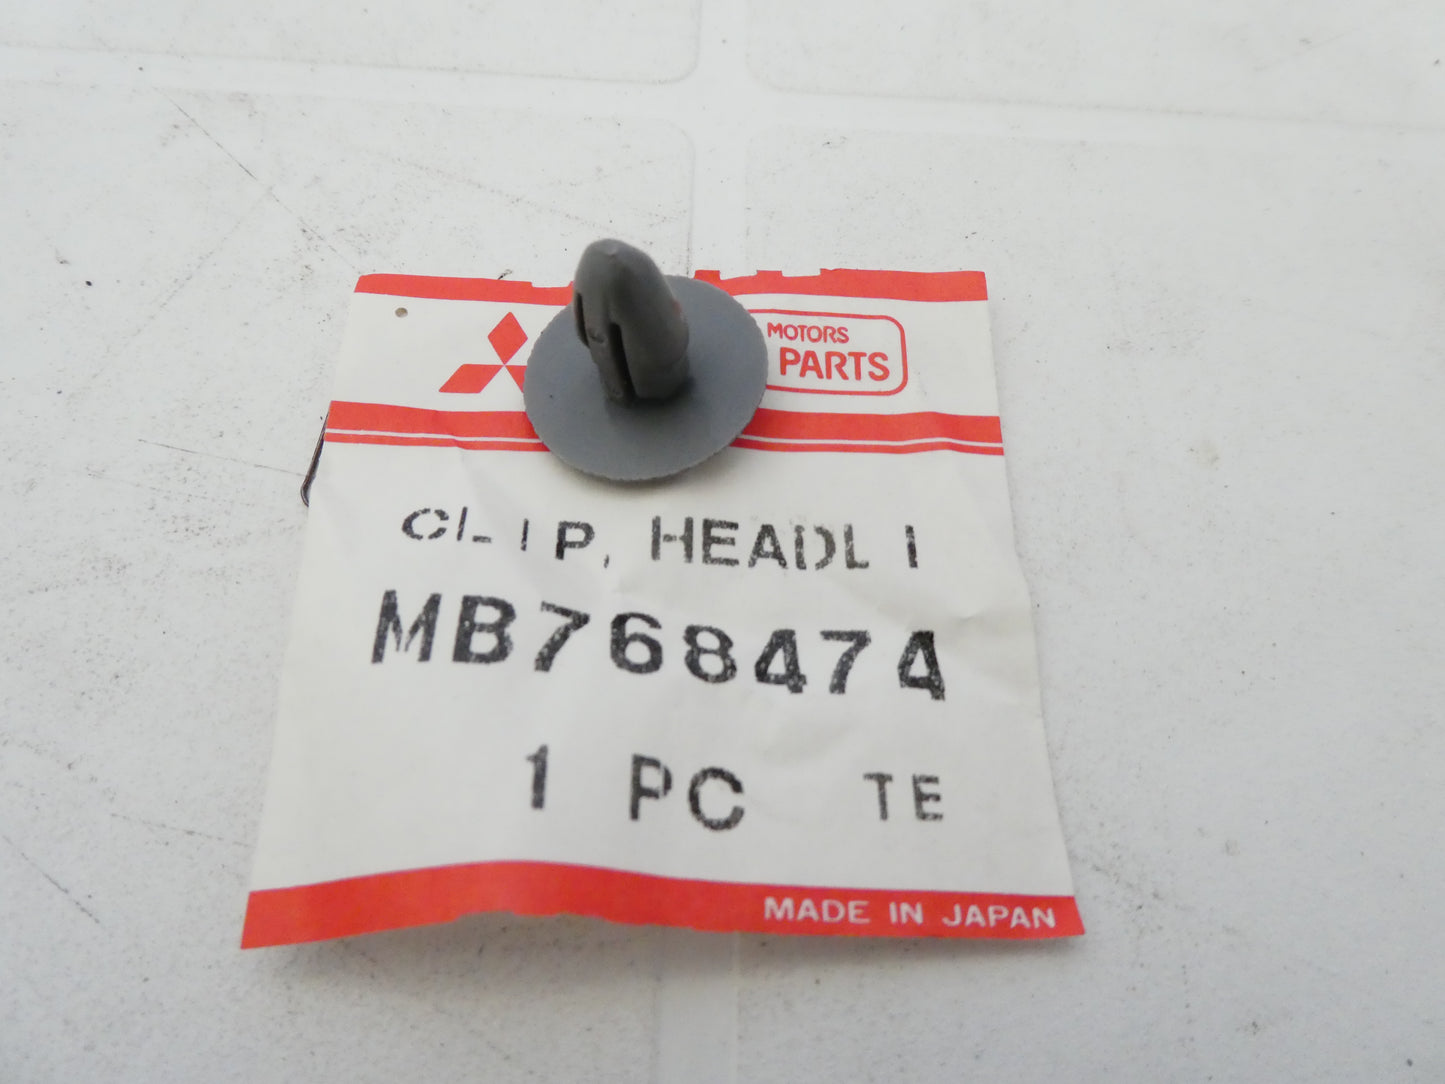 MOTORS
PARTS
CLIP, HEADLI
MB768474
1 PC TE
MADE IN JAPAN